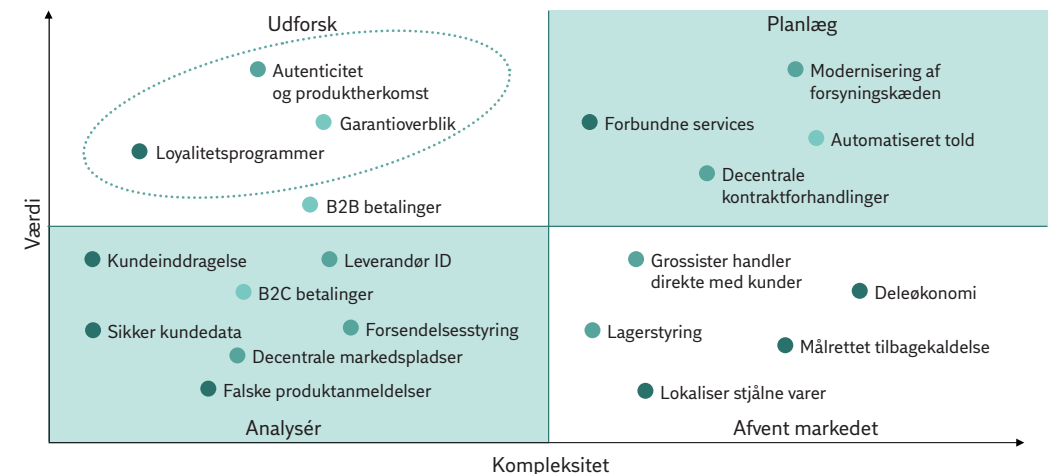 Udforsk
Planlæg
Autenticitet
og produktherkomst
Modernisering af
forsyningskæden
Garantioverblik
Forbundne services
Automatiseret told
Loyalitetsprogrammer
Decentrale
kontraktforhandlinger
B2B betalinger
Værdi
Kundeinddragelse
Leverandør ID
Grossister handler
direkte med kunder
B2C betalinger
Deleøkonomi
Sikker kundedata
Forsendelsesstyring
Lagerstyring
Målrettet tilbagekaldelse
Decentrale markedspladser
Falske produktanmeldelser
Lokaliser stjålne varer
Analysér
Afvent markedet
Kompleksitet